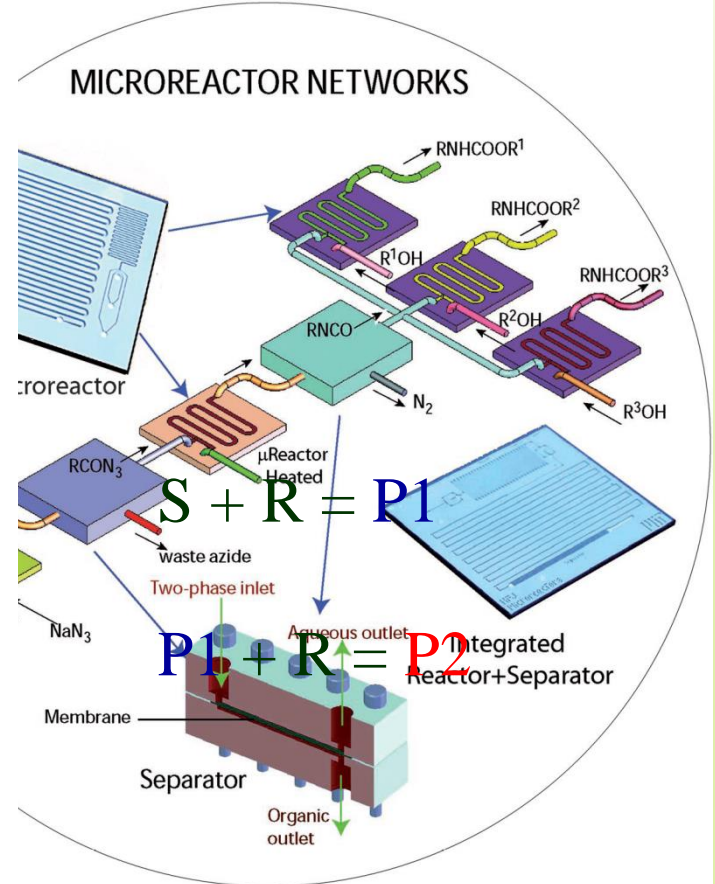 MICROREACTOR NETWORKS
RNHCOOR¹
RNHCOOR²
R¹OH
RNHCOOR³
R²OH
RNCO
croreactor
N₂
R³OH
μReactor
Heated
RCON₃
S + R = P1
waste azide
Two-phase inlet
NaN₃
Aqueous outlet
P1 + R = P2
Integrated
Reactor+Separator
Membrane
Separator
Organic
outlet